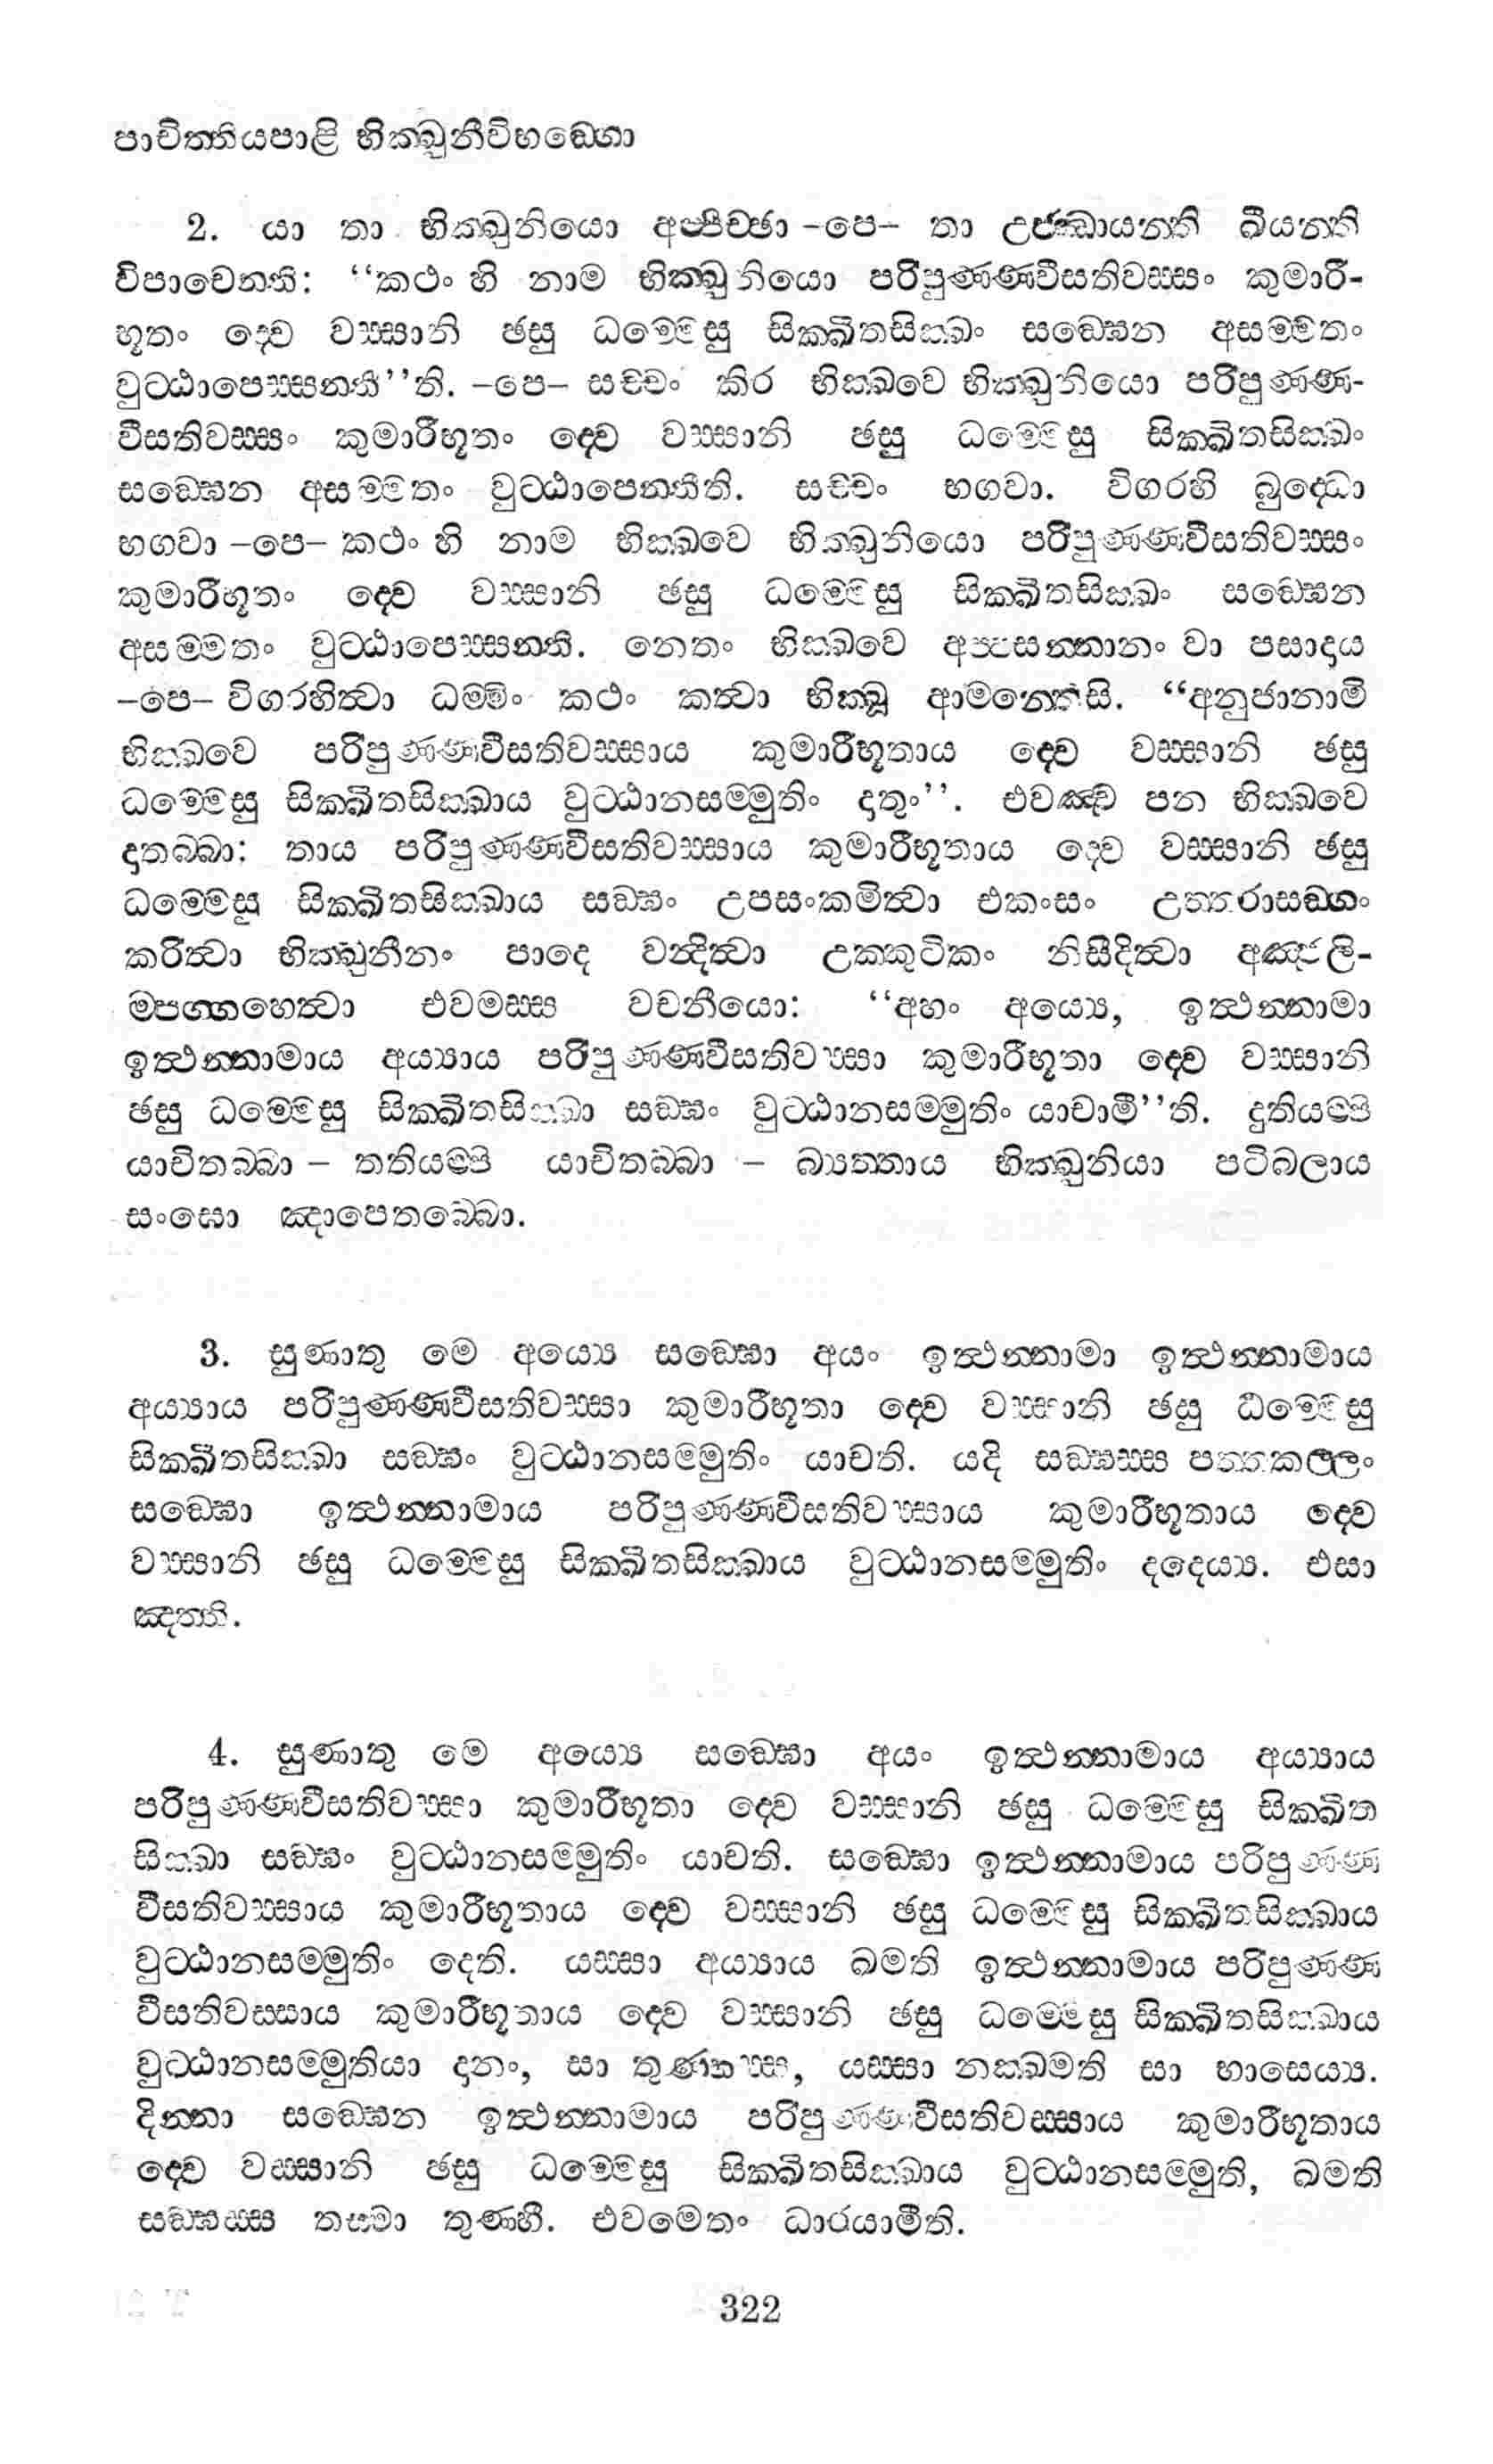 පාචිත්තියපාළි භික්ඛුනීවිභඞ්ගො
2. යා තා භික්ඛුනියො අප්පිච්ඡා –පෙ– තා උජ්ඣායන්ති ඛීයන්ති
විපාචෙන්ති: “කථං හි නාම භික්ඛුනියො පරිපුණ්ණවීසතිවස්සං කුමාරී-
භූතං ද්වෙ වස්සානි ඡසු ධම්මෙසු සික්ඛිතසික්ඛං සඞ්ඝෙන අසම්මතං
වුට්ඨාපෙස්සන්තී”ති. –පෙ– සච්චං කිර භික්ඛවෙ භික්ඛුනියො පරිපුණ්ණ-
වීසතිවස්සං කුමාරීභූතං ද්වෙ වස්සානි ඡසු ධම්මෙසු සික්ඛිතසික්ඛං
සඞ්ඝෙන අසම්මතං වුට්ඨාපෙන්තීති. සච්චං භගවා. විගරහි බුද්ධො
භගවා –පෙ– කථං හි නාම භික්ඛවෙ භික්ඛුනියො පරිපුණ්ණවීසතිවස්සං
කුමාරීභූතං ද්වෙ වස්සානි ඡසු ධම්මෙසු සික්ඛිතසික්ඛං සඞ්ඝෙන
අසම්මතං වුට්ඨාපෙස්සන්ති. නෙතං භික්ඛවෙ අප්පසන්නානං වා පසාදාය
–පෙ– විගරහිත්වා ධම්මිං කථං කත්වා භික්ඛූ ආමන්තෙසි. “අනුජානාමි
භික්ඛවෙ පරිපුණ්ණවීසතිවස්සාය කුමාරීභූතාය ද්වෙ වස්සානි ඡසු
ධම්මෙසු සික්ඛිතසික්ඛාය වුට්ඨානසම්මුතිං දාතුං”. එවඤ්ච පන භික්ඛවෙ
දාතබ්බා: තාය පරිපුණ්ණවීසතිවස්සාය කුමාරීභූතාය ද්වෙ වස්සානි ඡසු
ධම්මෙසු සික්ඛිතසික්ඛාය සඞ්ඝං උපසංකමිත්වා එකංසං උත්තරාසඞ්ගං
කරිත්වා භික්ඛුනීනං පාදෙ වන්දිත්වා උක්කුටිකං නිසීදිත්වා අඤ්ජලි-
ම්පග්ගහෙත්වා එවමස්ස වචනීයො: “අහං අය්‍යෙ, ඉත්ථන්නාමා
ඉත්ථන්නාමාය අය්‍යාය පරිපුණ්ණවීසතිවස්සා කුමාරීභූතා ද්වෙ වස්සානි
ඡසු ධම්මෙසු සික්ඛිතසික්ඛා සඞ්ඝං වුට්ඨානසම්මුතිං යාචාමී”ති. දුතියම්පි
යාචිතබ්බා – තතියම්පි යාචිතබ්බා – බ්‍යත්තාය භික්ඛුනියා පටිබලාය
සංඝො ඤාපෙතබ්බො.
3. සුණාතු මෙ අය්‍යෙ සඞ්ඝො අයං ඉත්ථන්නාමා ඉත්ථන්නාමාය
අය්‍යාය පරිපුණ්ණවීසතිවස්සා කුමාරීභූතා ද්වෙ වස්සානි ඡසු ධම්මෙසු
සික්ඛිතසික්ඛා සඞ්ඝං වුට්ඨානසම්මුතිං යාචති. යදි සඞ්ඝස්ස පත්තකල්ලං
සඞ්ඝො ඉත්ථන්නාමාය පරිපුණ්ණවීසතිවස්සාය කුමාරීභූතාය ද්වෙ
වස්සානි ඡසු ධම්මෙසු සික්ඛිතසික්ඛාය වුට්ඨානසම්මුතිං දදෙය්‍ය. එසා
ඤත්ති.
4. සුණාතු මෙ අය්‍යෙ සඞ්ඝො අයං ඉත්ථන්නාමාය අය්‍යාය
පරිපුණ්ණවීසතිවස්සා කුමාරීභූතා ද්වෙ වස්සානි ඡසු ධම්මෙසු සික්ඛිත
සික්ඛා සඞ්ඝං වුට්ඨානසම්මුතිං යාචති. සඞ්ඝො ඉත්ථන්නාමාය පරිපුණ්ණ
වීසතිවස්සාය කුමාරීභූතාය ද්වෙ වස්සානි ඡසු ධම්මෙසු සික්ඛිතසික්ඛාය
වුට්ඨානසම්මුතිං දෙති. යස්සා අය්‍යාය ඛමති ඉත්ථන්නාමාය පරිපුණ්ණ
වීසතිවස්සාය කුමාරීභූතාය ද්වෙ වස්සානි ඡසු ධම්මෙසු සික්ඛිතසික්ඛාය
වුට්ඨානසම්මුතියා දානං, සා තුණ්හස්ස, යස්සා නක්ඛමති සා භාසෙය්‍ය.
දින්නා සඞ්ඝෙන ඉත්ථන්නාමාය පරිපුණ්ණවීසතිවස්සාය කුමාරීභූතාය
ද්වෙ වස්සානි ඡසු ධම්මෙසු සික්ඛිතසික්ඛාය වුට්ඨානසම්මුති, ඛමති
සඞ්ඝස්ස තස්මා තුණ්හී. එවමෙතං ධාරයාමීති.
322